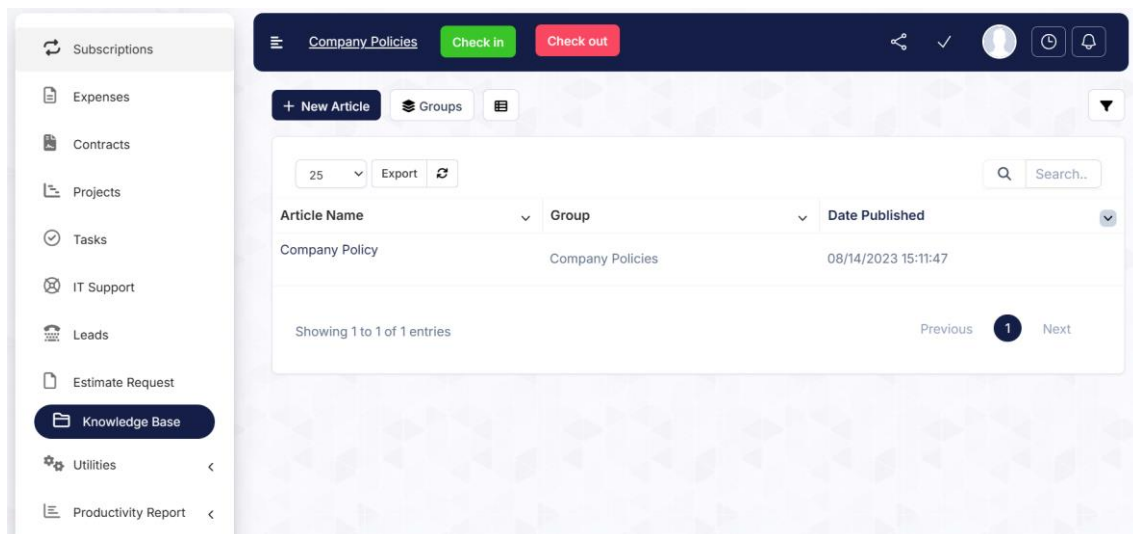 Subscriptions
Expenses
Contracts
Projects
Tasks
IT Support
Leads
Estimate Request
Knowledge Base
Utilities
Productivity Report
Company Policies Check in Check out
+ New Article Groups
25 Export Search..
Article Name Group Date Published
Company Policy Company Policies 08/14/2023 15:11:47
Showing 1 to 1 of 1 entries Previous 1 Next